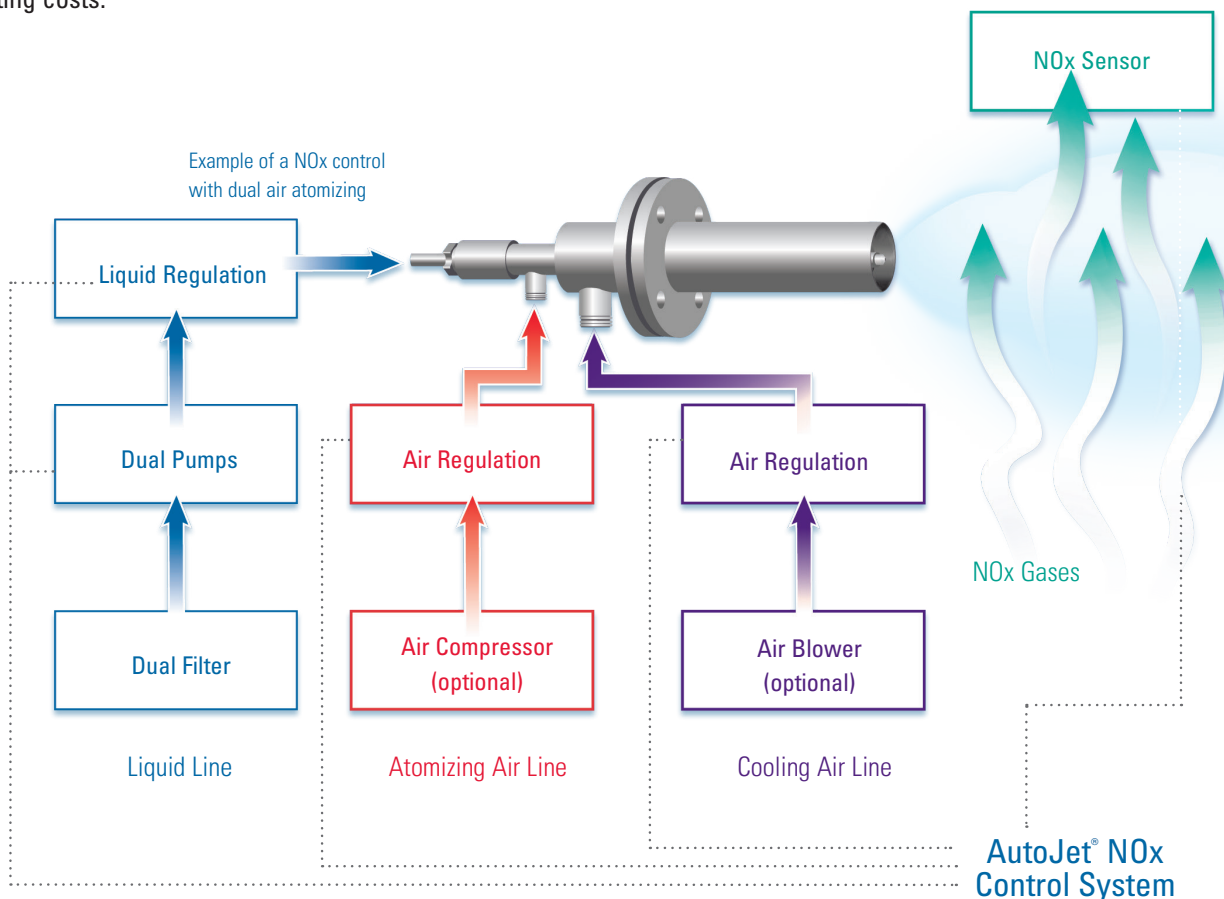 ting costs.
NOx Sensor
Example of a NOx control
with dual air atomizing
Liquid Regulation
Dual Pumps
Air Regulation
Air Regulation
NOx Gases
Dual Filter
Air Compressor
(optional)
Air Blower
(optional)
Liquid Line
Atomizing Air Line
Cooling Air Line
AutoJet® NOx
Control System